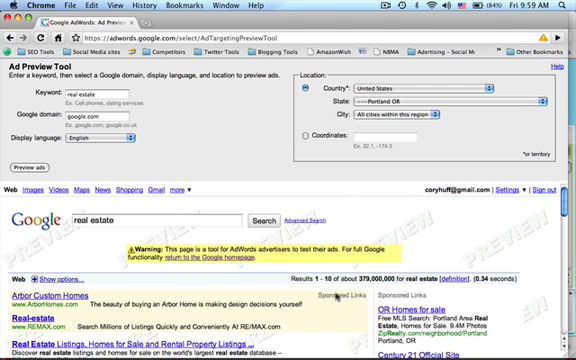 Chrome File Edit View History Bookmarks Window Help (84%) Fri 9:59 AM
Google AdWords: Ad Preview
https://adwords.google.com/select/AdTargetingPreviewTool
SEO Tools Social Media sites Competitors Twitter Tools Blogging Tools AmazonWish NBMA Adertising - Social Me Other Bookmarks
Ad Preview Tool
Help
Enter a keyword, then select a Google domain, display language, and location to preview ads.
Keyword: real estate
Ex. Cell phones, dating services
Google domain: google.com
Ex. google.com, google.co.uk
Display language: English
Location:
Country*: United States
State: ---Portland OR
City: All cities within this region
Coordinates:
Ex. 32.1, -174.3
*or territory
Preview ads
Web Images Videos Maps News Shopping Gmail more coryhuff@gmail.com Settings Sign out
Google real estate Search Advanced Search
Warning: This page is a tool for AdWords advertisers to test their ads. For full Google
functionality return to the Google homepage.
Web Show options... Results 1 - 10 of about 379,000,000 for real estate [definition]. (0.34 seconds)
Arbor Custom Homes Sponsored Links
www.ArborHomes.com The beauty of buying an Arbor Home is making design decisions yourself
Real-estate
www.REMAX.com Search Millions of Listings Quickly and Conveniently At RE/MAX.com
Real Estate Listings, Homes for Sale and Rental Property Listings ...
Discover real estate listings and homes for sale on the world's largest real estate database –
Sponsored Links
OR Homes for Sale
Free MLS Search: Portland Area Real
Estate, Homes for Sale. 9.4M Photos
ZipRealty.com/neighborhood/Portland
Century 21 Official Site
PREVIEW PREVIEW PREVIEW